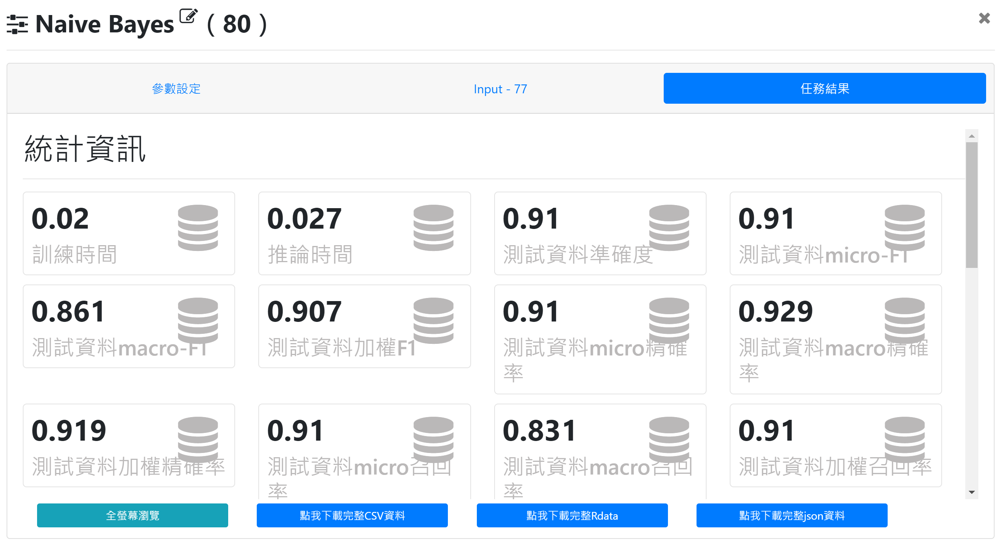 Naive Bayes ( 80 )
參數設定
Input - 77
任務結果
統計資訊
0.02
訓練時間
0.027
推論時間
0.91
測試資料準確度
0.91
測試資料micro-F1
0.861
測試資料macro-F1
0.907
測試資料加權F1
0.91
測試資料micro精確
率
0.929
測試資料macro精確
率
0.919
測試資料加權精確率
0.91
測試資料micro召回
率
0.831
測試資料macro召回
率
0.91
測試資料加權召回率
全螢幕瀏覽
點我下載完整CSV資料
點我下載完整Rdata
點我下載完整json資料